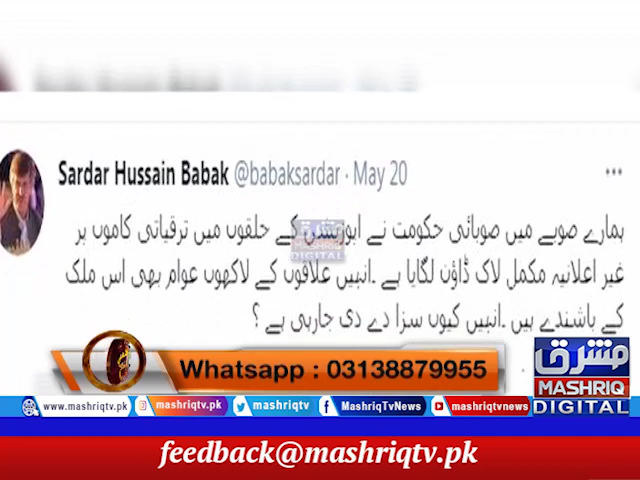 Sardar Hussain Babak @babaksardar · May 20 ...
ہمارے صوبے میں صوبائی حکومت نے اپوزیشن کے حلقوں میں ترقیاتی کاموں پر
غیر اعلانیہ مکمل لاک ڈاؤن لگایا ہے ۔انہیں علاقوں کے لاکھوں عوام بھی اس ملک
کے باشندے ہیں ۔انہیں کیوں سزا دے دی جارہی ہے ؟
MASHRIQ
DIGITAL
Whatsapp : 03138879955
مشرق
MASHRIQ
DIGITAL
www.mashriqtv.pk mashriqtv.pk mashriqtv MashriqTvNews mashriqtvnews
feedback@mashriqtv.pk